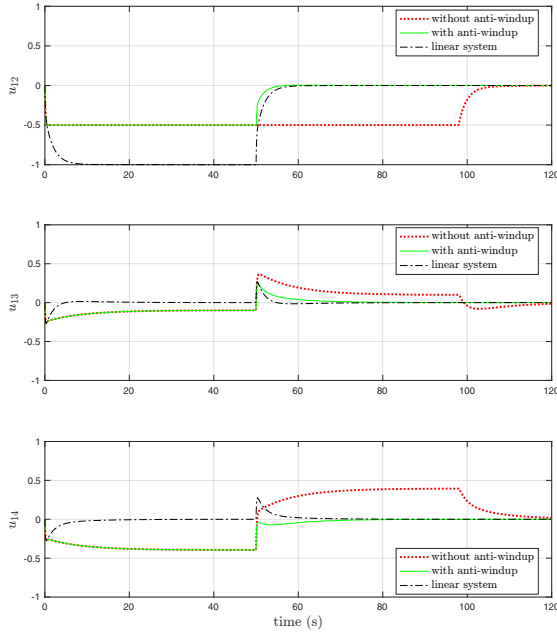 1
0.5
0
-0.5
-1
u12
without anti-windup
with anti-windup
linear system
0 20 40 60 80 100 120
1
0.5
0
-0.5
-1
u13
without anti-windup
with anti-windup
linear system
0 20 40 60 80 100 120
1
0.5
0
-0.5
-1
u14
without anti-windup
with anti-windup
linear system
0 20 40 60 80 100 120
time (s)